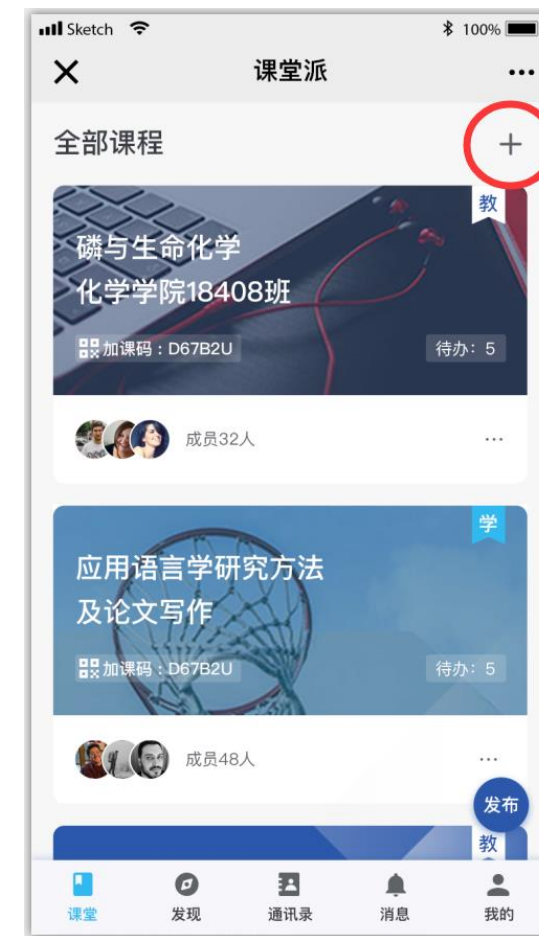 Sketch 100%
课堂派
全部课程
教
磷与生命化学
化学学院18408班
加课码：D67B2U 待办：5
成员32人
学
应用语言学研究方法
及论文写作
加课码：D67B2U 待办：5
成员48人
发布
教
课堂 发现 通讯录 消息 我的